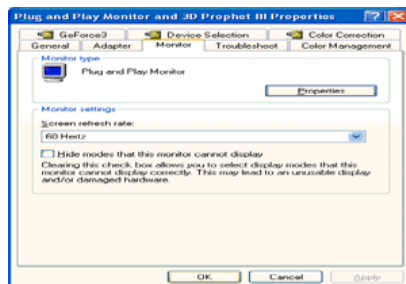 Plug and Play Monitor and 3D Prophet III Properties
GeForce3 Device Selection Color Correction
General Adapter Monitor Troubleshoot Color Management
Monitor type
Plug and Play Monitor
Properties
Monitor settings
Screen refresh rate:
60 Hertz
Hide modes that this monitor cannot display
Clearing this check box allows you to select display modes that this
monitor cannot display correctly. This may lead to an unusable display
and/or damaged hardware.
OK Cancel Apply